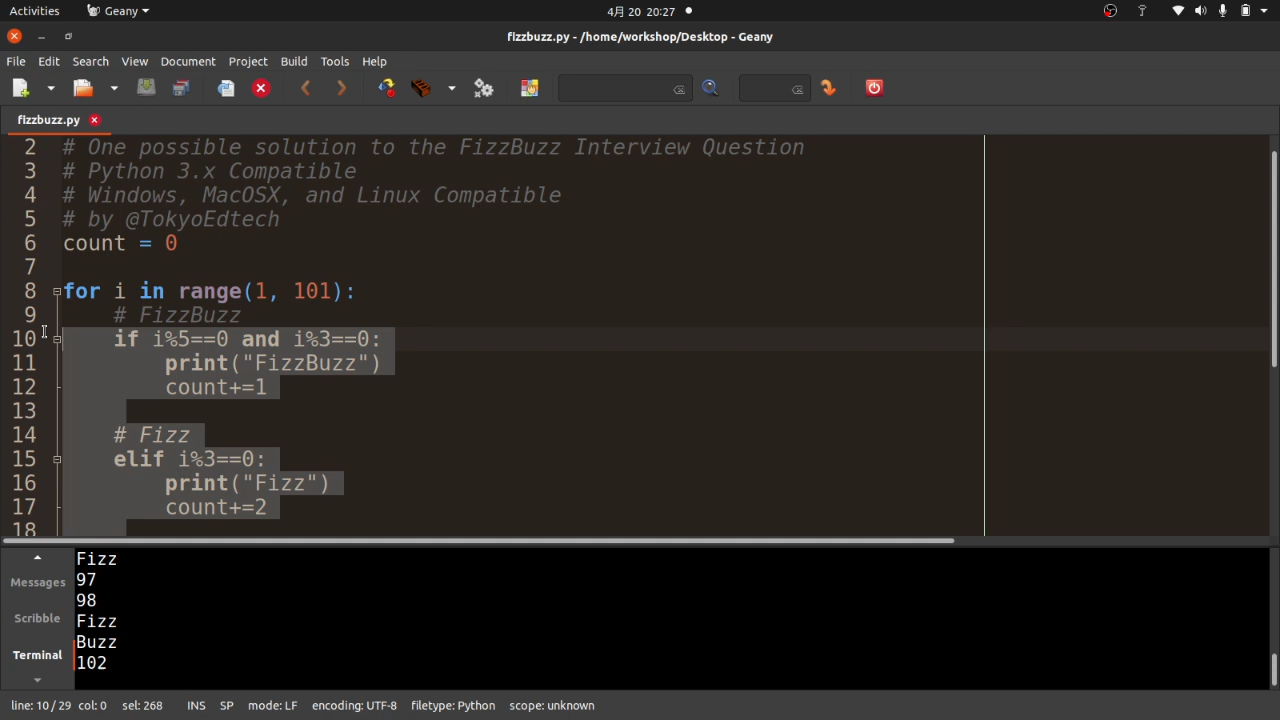 Activities Geany 4月 20 20:27
fizzbuzz.py - /home/workshop/Desktop - Geany
File Edit Search View Document Project Build Tools Help
fizzbuzz.py
2 # One possible solution to the FizzBuzz Interview Question
3 # Python 3.x Compatible
4 # Windows, MacOSX, and Linux Compatible
5 # by @TokyoEdtech
6 count = 0
7
8 for i in range(1, 101):
9 # FizzBuzz
10 if i%5==0 and i%3==0:
11 print("FizzBuzz")
12 count+=1
13
14 # Fizz
15 elif i%3==0:
16 print("Fizz")
17 count+=2
18
Messages
Scribble
Terminal
Fizz
97
98
Fizz
Buzz
102
line: 10 / 29 col: 0 sel: 268 INS SP mode: LF encoding: UTF-8 filetype: Python scope: unknown